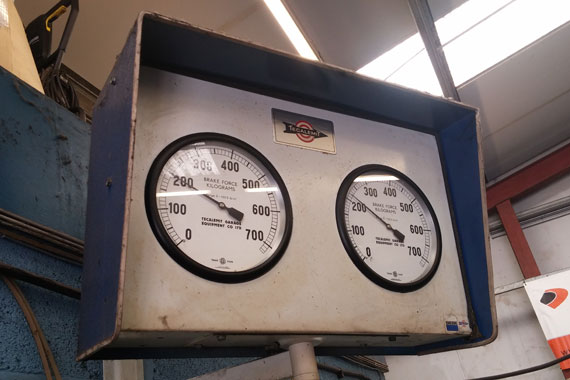 TECALEMIT
0
100
200
300
400
500
600
700
BRAKE FORCE
KILOGRAMS
TECALEMIT GARAGE
EQUIPMENT CO LTD
0
100
200
300
400
500
600
700
BRAKE FORCE
KILOGRAMS
TECALEMIT GARAGE
EQUIPMENT CO LTD